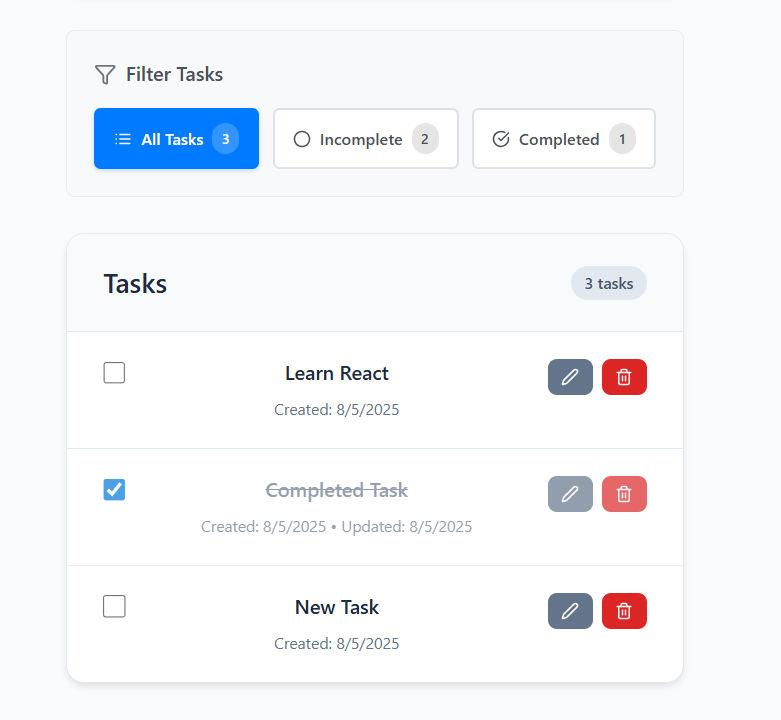 Filter Tasks
All Tasks 3 Incomplete 2 Completed 1
Tasks 3 tasks
Learn React
Created: 8/5/2025
Completed Task
Created: 8/5/2025 • Updated: 8/5/2025
New Task
Created: 8/5/2025